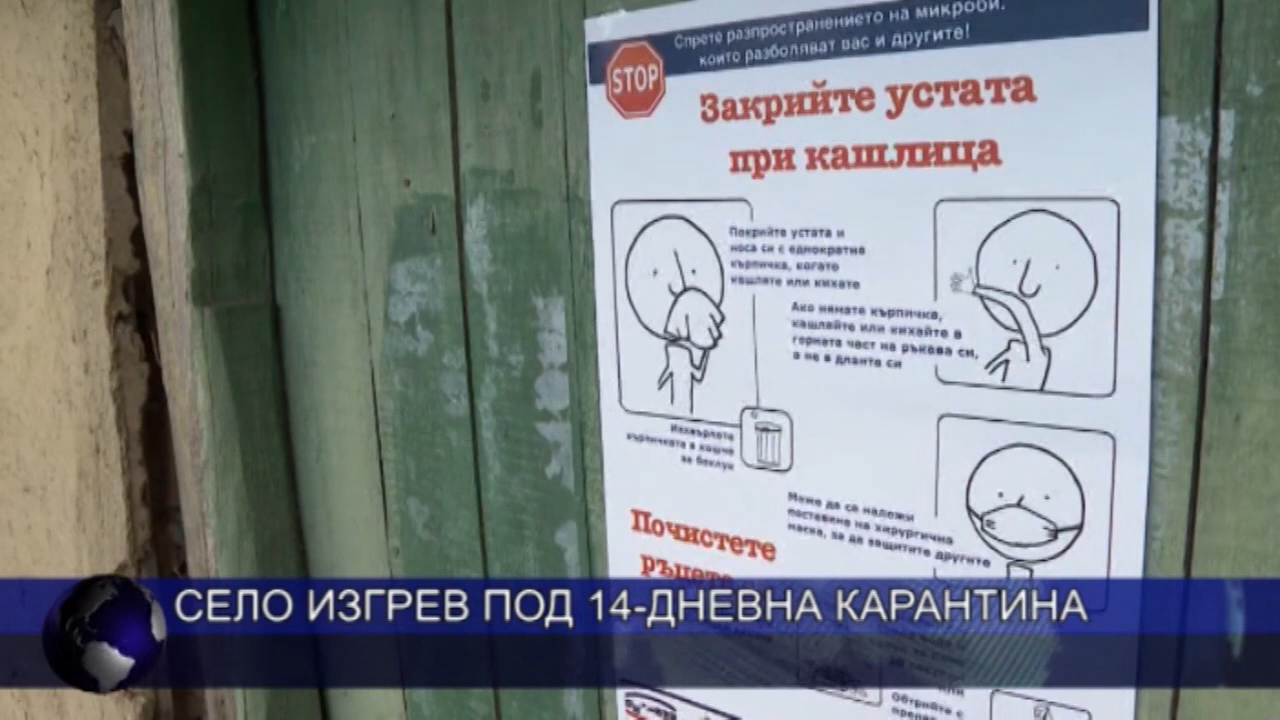 Спрете разпространението на микроби,
които разболяват вас и другите!
STOP
Закрийте устата
при кашлица
Покрийте устата и
носа си с еднократна
кърпичка, когато
кашляте или кихате
Ако нямате кърпичка,
кашляйте или кихайте в
горната част на ръкава си,
а не в дланта си
Изхвърлете
кърпичката в кошче
за боклук
Може да се наложи
поставяне на хирургична
маска, за да защитите другите
Почистете
ръцете
СЕЛО ИЗГРЕВ ПОД 14-ДНЕВНА КАРАНТИНА
или
Обтрийте с